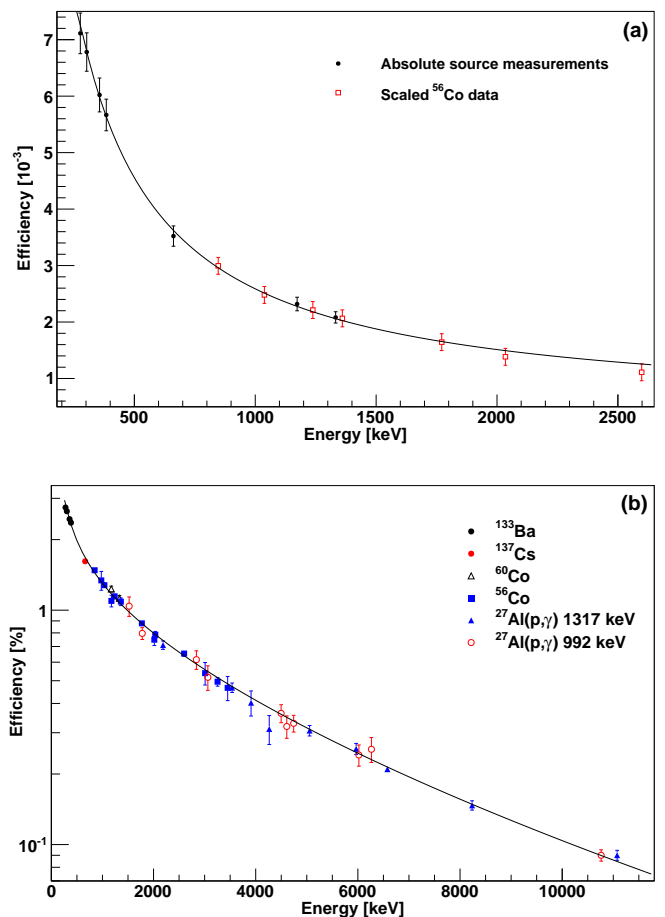 (a)
Absolute source measurements
Scaled ⁵⁶Co data
Efficiency [10⁻³]
7
6
5
4
3
2
1
500 1000 1500 2000 2500
Energy [keV]
(b)
¹³³Ba
¹³⁷Cs
⁶⁰Co
⁵⁶Co
²⁷Al(p,γ) 1317 keV
²⁷Al(p,γ) 992 keV
Efficiency [%]
1
10⁻¹
0 2000 4000 6000 8000 10000
Energy [keV]